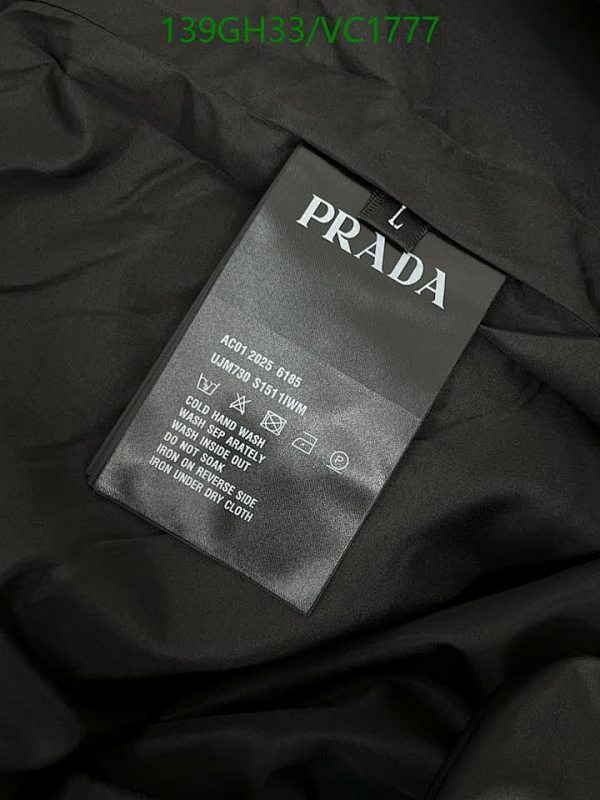 139GH33/VC1777
L
PRADA
AC01 2025 6185
UJM730 S1511IWM
COLD HAND WASH
WASH SEP ARATELY
WASH INSIDE OUT
DO NOT SOAK
IRON ON REVERSE SIDE
IRON UNDER DRY CLOTH